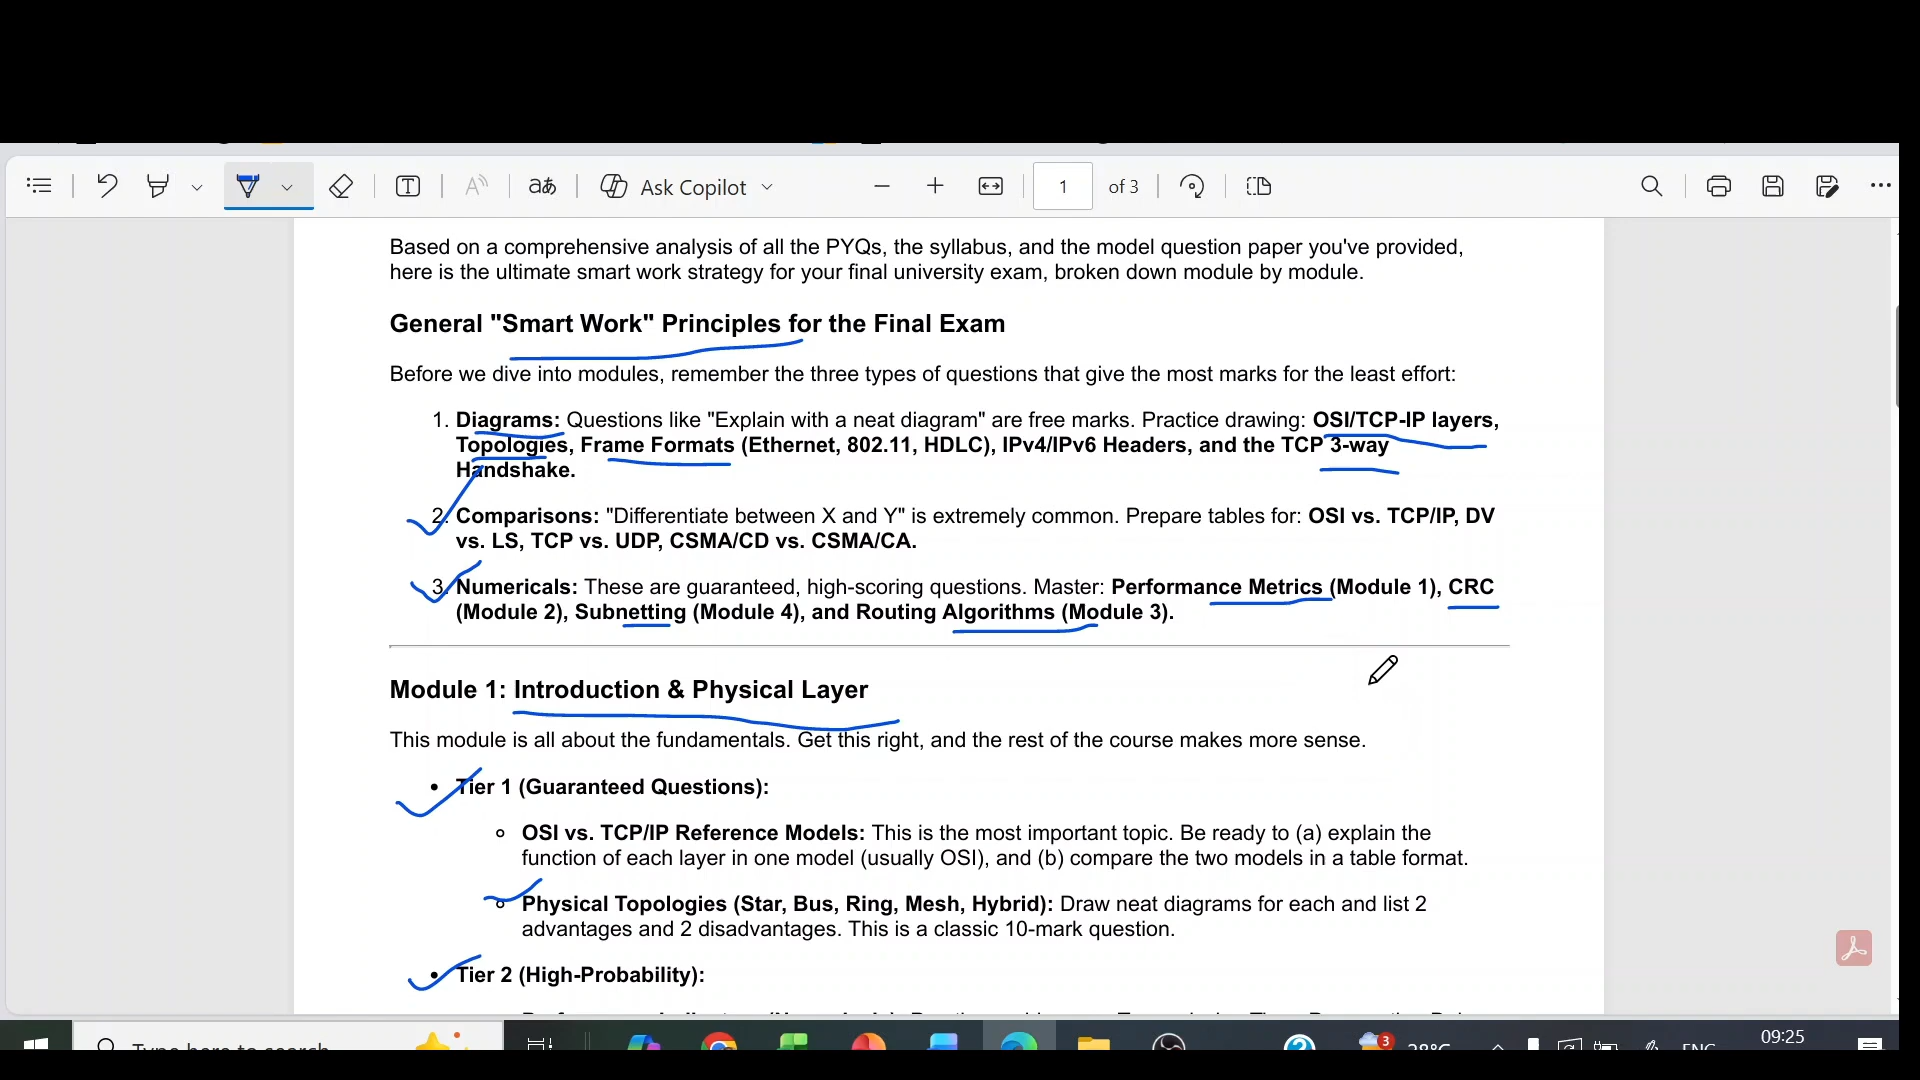 Ask Copilot
1 of 3
Based on a comprehensive analysis of all the PYQs, the syllabus, and the model question paper you've provided,
here is the ultimate smart work strategy for your final university exam, broken down module by module.
General "Smart Work" Principles for the Final Exam
Before we dive into modules, remember the three types of questions that give the most marks for the least effort:
1. Diagrams: Questions like "Explain with a neat diagram" are free marks. Practice drawing: OSI/TCP-IP layers,
Topologies, Frame Formats (Ethernet, 802.11, HDLC), IPv4/IPv6 Headers, and the TCP 3-way
Handshake.
2. Comparisons: "Differentiate between X and Y" is extremely common. Prepare tables for: OSI vs. TCP/IP, DV
vs. LS, TCP vs. UDP, CSMA/CD vs. CSMA/CA.
3. Numericals: These are guaranteed, high-scoring questions. Master: Performance Metrics (Module 1), CRC
(Module 2), Subnetting (Module 4), and Routing Algorithms (Module 3).
Module 1: Introduction & Physical Layer
This module is all about the fundamentals. Get this right, and the rest of the course makes more sense.
• Tier 1 (Guaranteed Questions):
OSI vs. TCP/IP Reference Models: This is the most important topic. Be ready to (a) explain the
function of each layer in one model (usually OSI), and (b) compare the two models in a table format.
Physical Topologies (Star, Bus, Ring, Mesh, Hybrid): Draw neat diagrams for each and list 2
advantages and 2 disadvantages. This is a classic 10-mark question.
• Tier 2 (High-Probability):
Type here to search
3
28°C
ENG
09:25